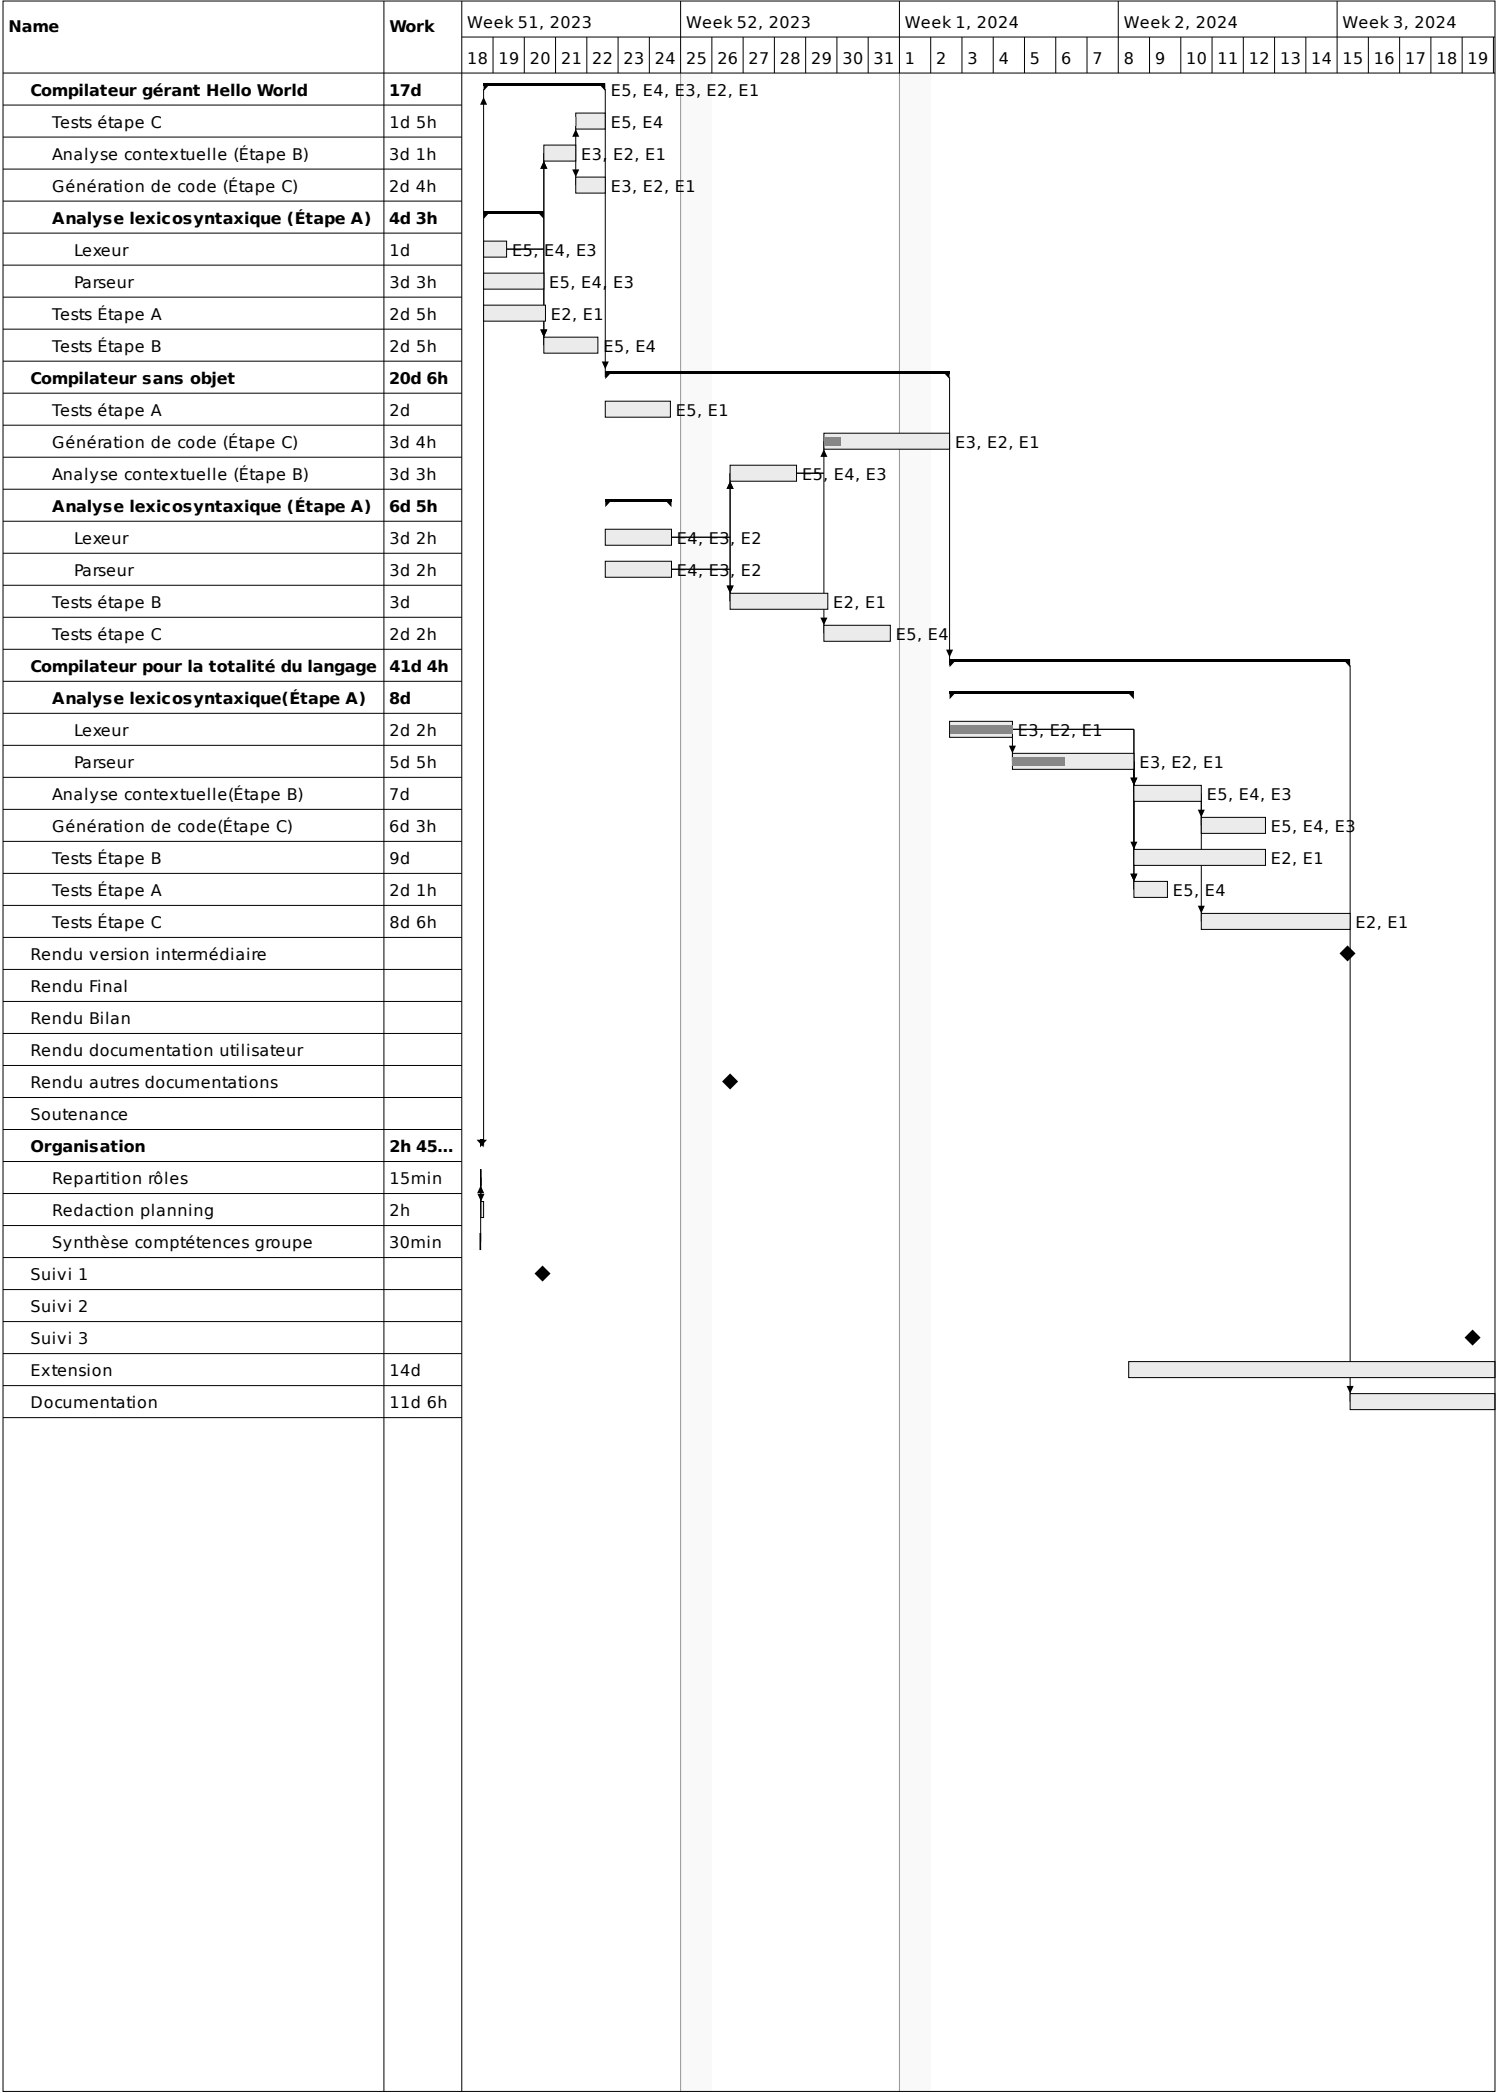 Name Work Week 51, 2023 Week 52, 2023 Week 1, 2024 Week 2, 2024 Week 3, 2024
18 19 20 21 22 23 24 25 26 27 28 29 30 31 1 2 3 4 5 6 7 8 9 10 11 12 13 14 15 16 17 18 19
Compilateur gérant Hello World 17d E5, E4, E3, E2, E1
Tests étape C 1d 5h E5, E4
Analyse contextuelle (Étape B) 3d 1h E3, E2, E1
Génération de code (Étape C) 2d 4h E3, E2, E1
Analyse lexicosyntaxique (Étape A) 4d 3h
Lexeur 1d E5, E4, E3
Parseur 3d 3h E5, E4, E3
Tests Étape A 2d 5h E2, E1
Tests Étape B 2d 5h E5, E4
Compilateur sans objet 20d 6h
Tests étape A 2d E5, E1
Génération de code (Étape C) 3d 4h E3, E2, E1
Analyse contextuelle (Étape B) 3d 3h E5, E4, E3
Analyse lexicosyntaxique (Étape A) 6d 5h
Lexeur 3d 2h E4, E3, E2
Parseur 3d 2h E4, E3, E2
Tests étape B 3d E2, E1
Tests étape C 2d 2h E5, E4
Compilateur pour la totalité du langage 41d 4h
Analyse lexicosyntaxique(Étape A) 8d
Lexeur 2d 2h E3, E2, E1
Parseur 5d 5h E3, E2, E1
Analyse contextuelle(Étape B) 7d E5, E4, E3
Génération de code(Étape C) 6d 3h E5, E4, E3
Tests Étape B 9d E2, E1
Tests Étape A 2d 1h E5, E4
Tests Étape C 8d 6h E2, E1
Rendu version intermédiaire
Rendu Final
Rendu Bilan
Rendu documentation utilisateur
Rendu autres documentations
Soutenance
Organisation 2h 45...
Repartition rôles 15min
Redaction planning 2h
Synthèse comptétences groupe 30min
Suivi 1
Suivi 2
Suivi 3
Extension 14d
Documentation 11d 6h